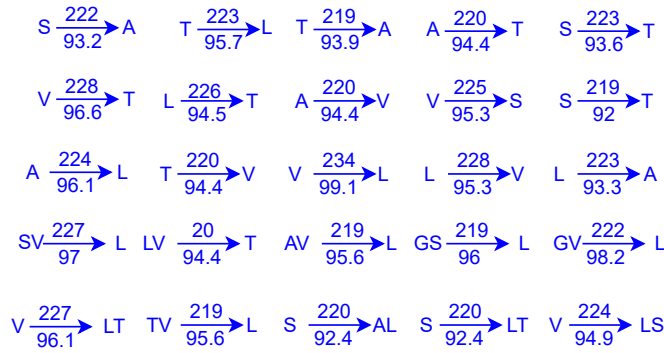 S 222 93.2 A T 223 95.7 L T 219 93.9 A A 220 94.4 T S 223 93.6 T
V 228 96.6 T L 226 94.5 T A 220 94.4 V V 225 95.3 S S 219 92 T
A 224 96.1 L T 220 94.4 V V 234 99.1 L L 228 95.3 V L 223 93.3 A
SV 227 97 L LV 20 94.4 T AV 219 95.6 L GS 219 96 L GV 222 98.2 L
V 227 96.1 LT TV 219 95.6 L S 220 92.4 AL S 220 92.4 LT V 224 94.9 LS